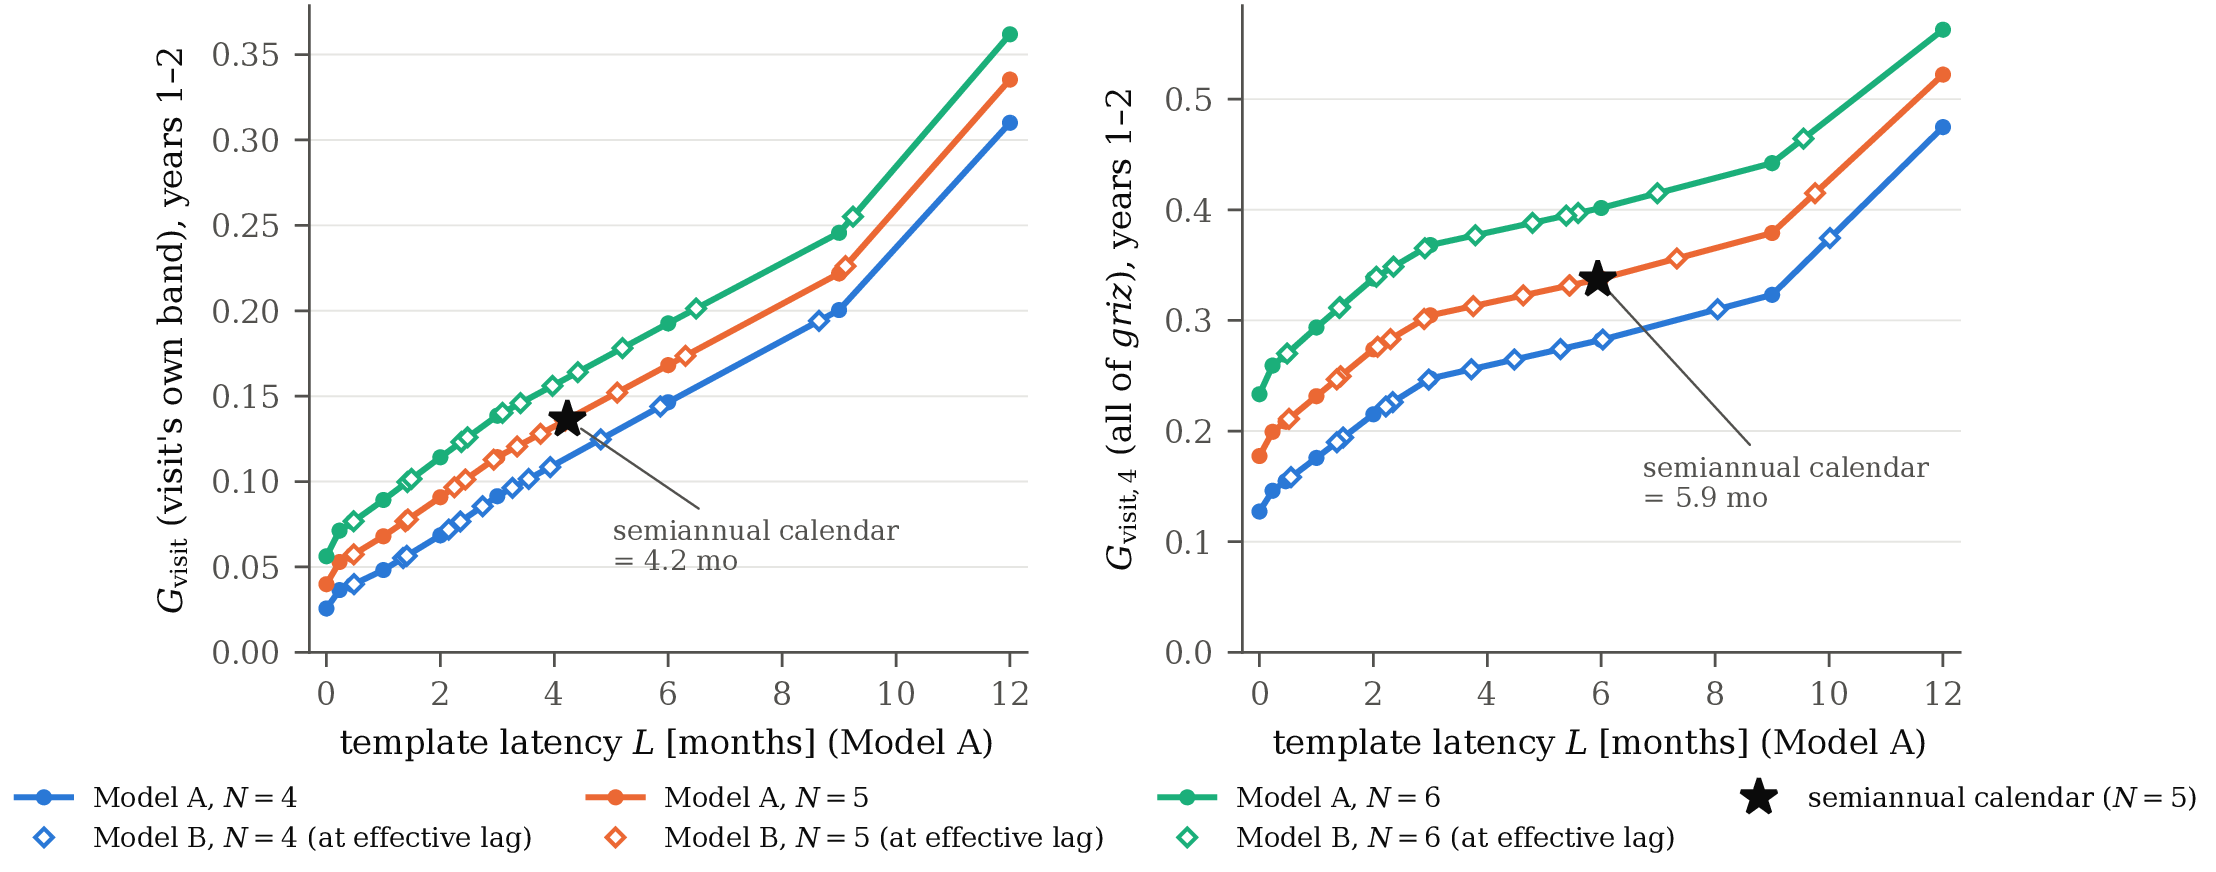 G_visit (visit's own band), years 1–2
0.35
0.30
0.25
0.20
0.15
0.10
0.05
0.00
semiannual calendar
= 4.2 mo
0 2 4 6 8 10 12
template latency L [months] (Model A)
G_visit, 4 (all of griz), years 1–2
0.5
0.4
0.3
0.2
0.1
0.0
semiannual calendar
= 5.9 mo
0 2 4 6 8 10 12
template latency L [months] (Model A)
Model A, N = 4
Model B, N = 4 (at effective lag)
Model A, N = 5
Model B, N = 5 (at effective lag)
Model A, N = 6
Model B, N = 6 (at effective lag)
semiannual calendar (N = 5)